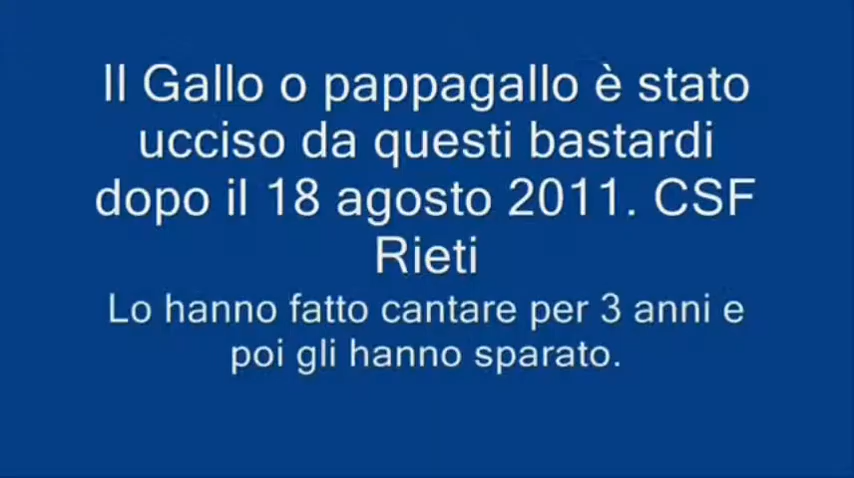 Il Gallo o pappagallo è stato
ucciso da questi bastardi
dopo il 18 agosto 2011. CSF
Rieti
Lo hanno fatto cantare per 3 anni e
poi gli hanno sparato.